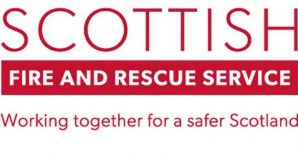 SCOTTISH
FIRE AND RESCUE SERVICE
Working together for a safer Scotland